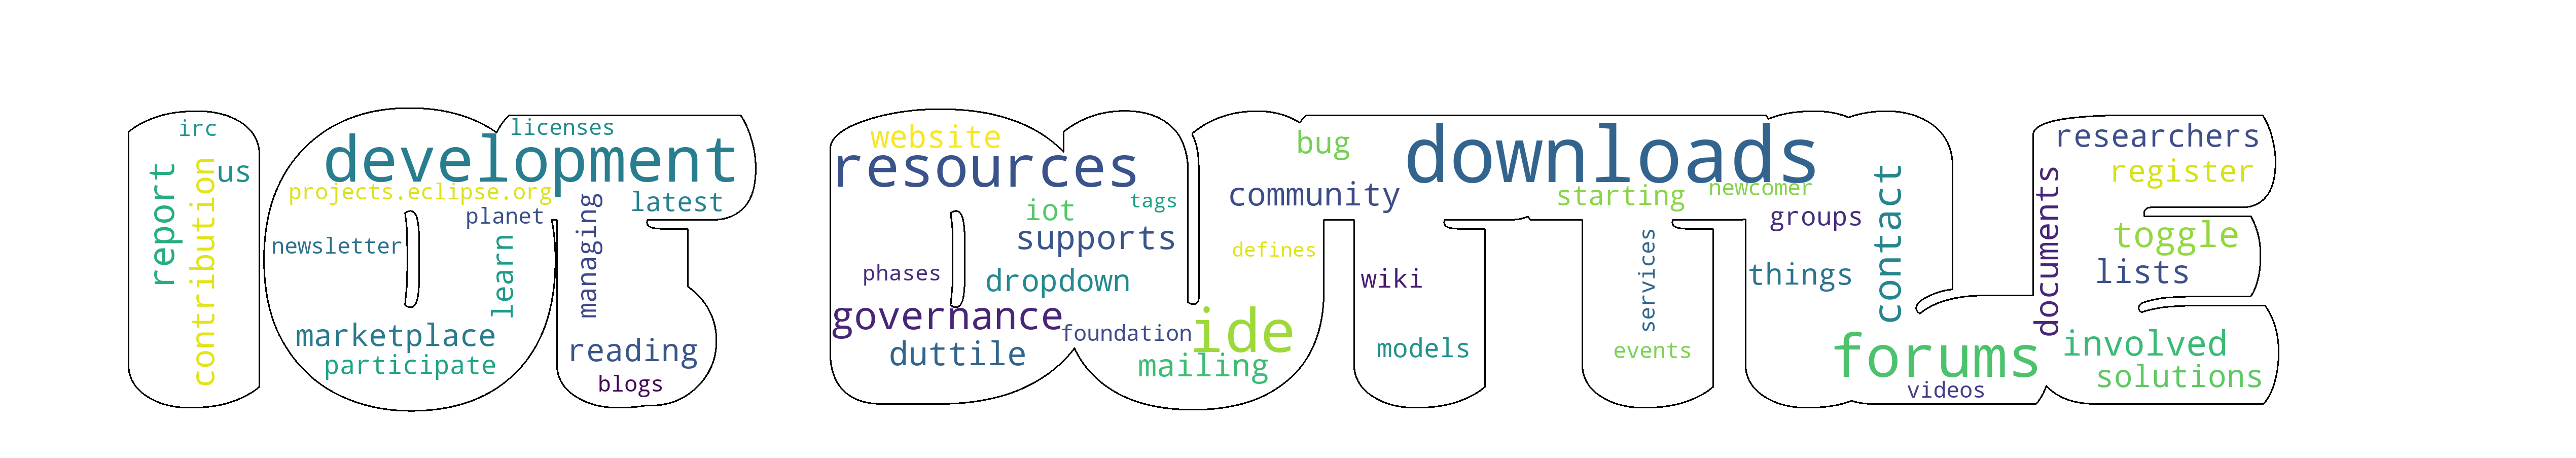 irc
us
report
contribution
licenses
development
projects.eclipse.org
planet
latest
newsletter
learn
managing
marketplace
participate
reading
blogs
website
resources
iot
tags
supports
phases
dropdown
governance
foundation
duttile
mailing
ide
bug
downloads
community
starting
newcomer
defines
wiki
services
groups
things
contact
models
events
forums
videos
documents
researchers
register
toggle
lists
involved
solutions